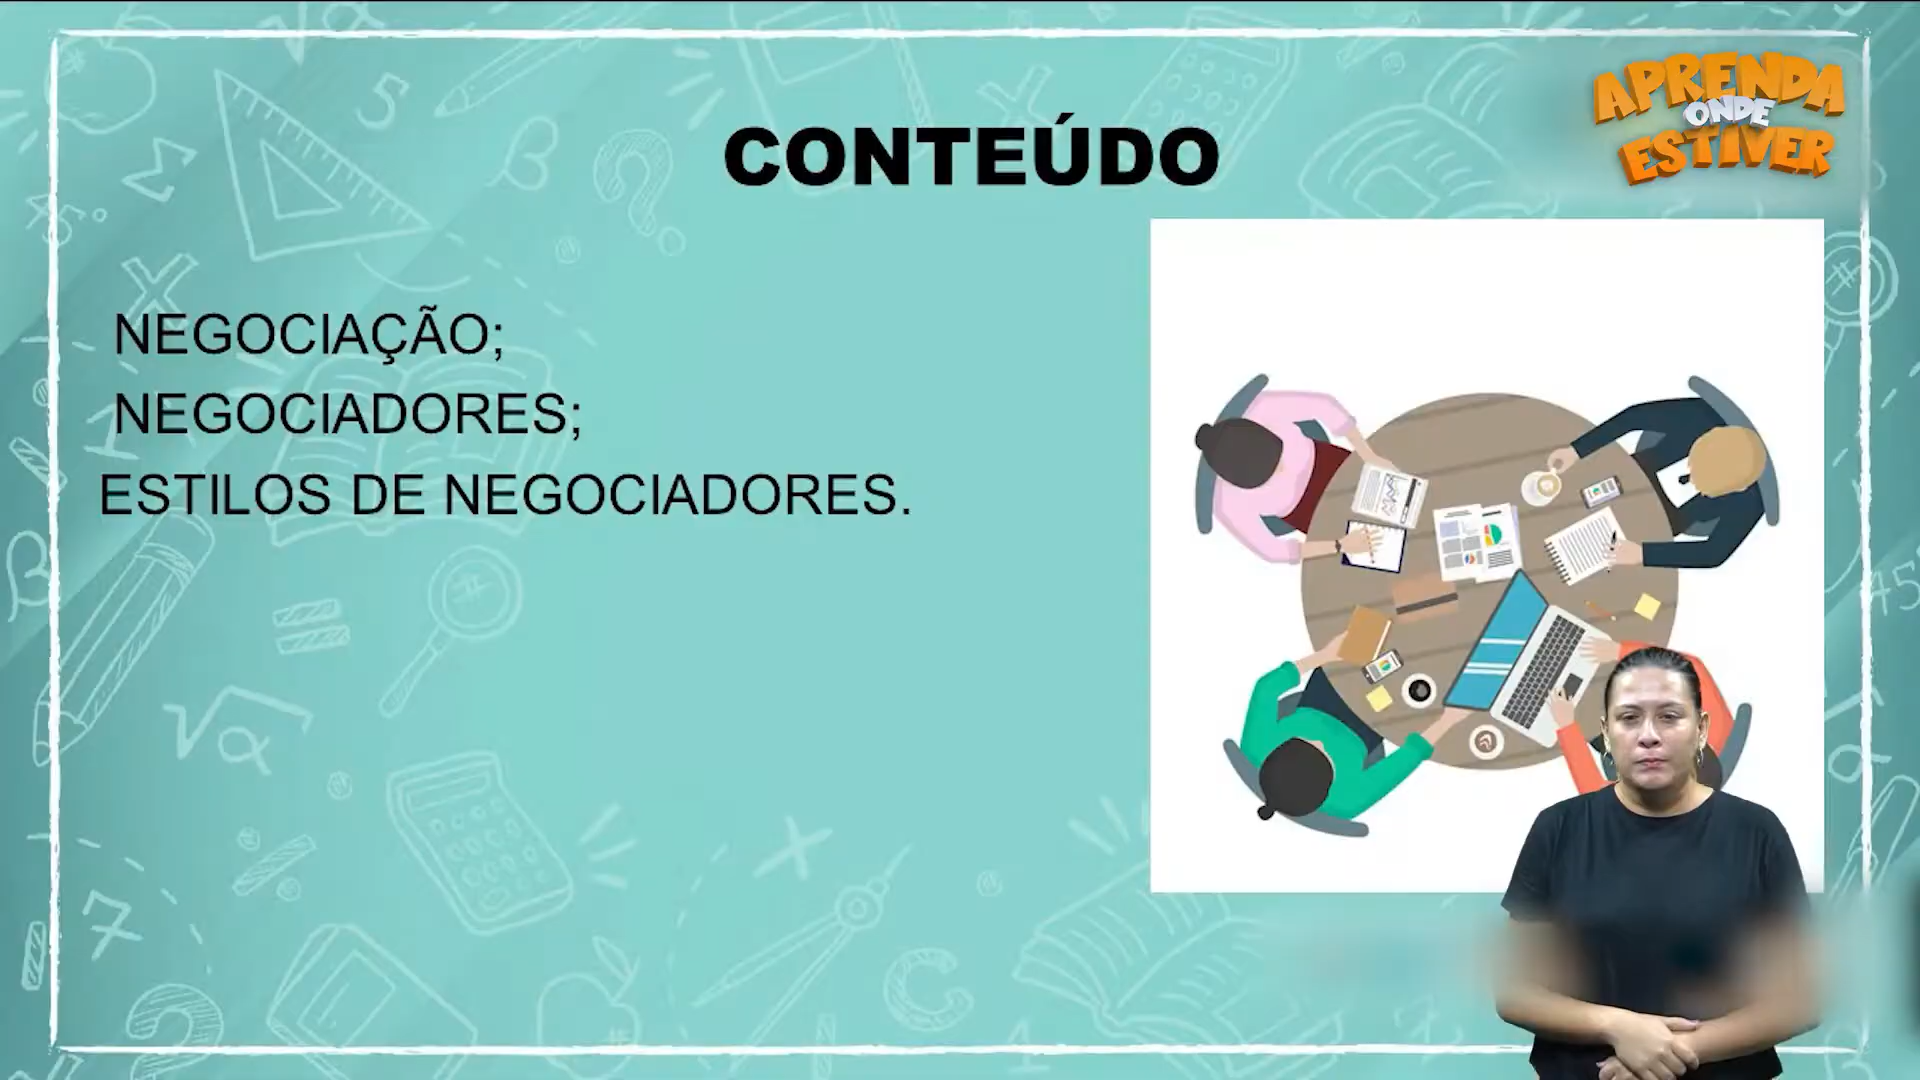 APRENDA
ONDE
ESTIVER
CONTEÚDO
NEGOCIAÇÃO;
NEGOCIADORES;
ESTILOS DE NEGOCIADORES.